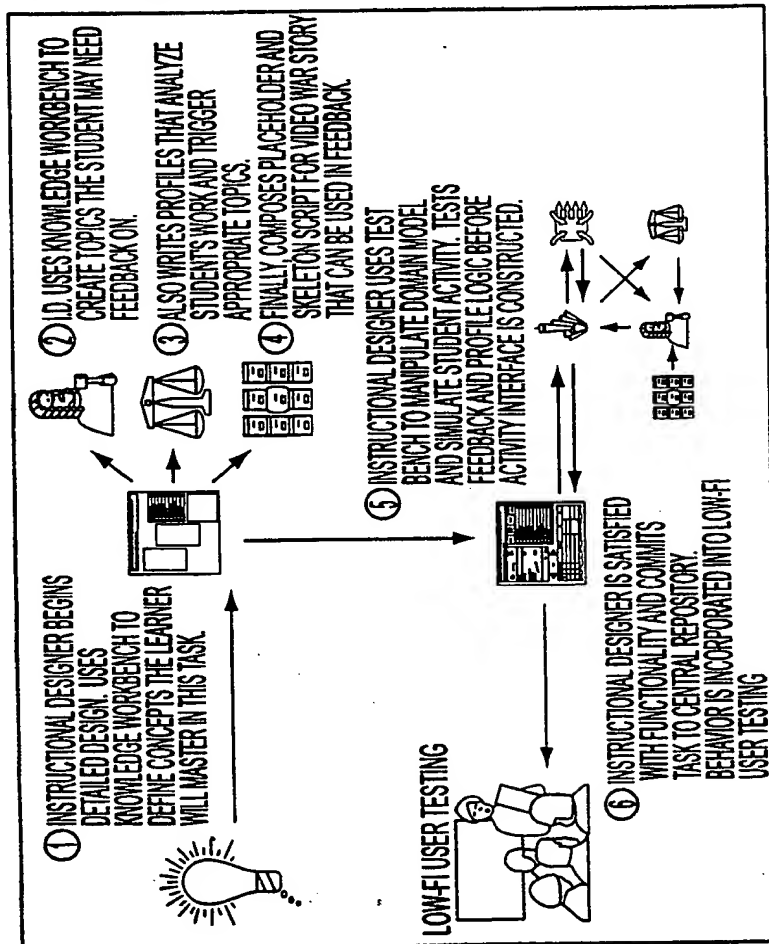 ① INSTRUCTIONAL DESIGNER BEGINS
DETAILED DESIGN. USES
KNOWLEDGE WORKBENCH TO
DEFINE CONCEPTS THE LEARNER
WILL MASTER IN THIS TASK.
② I.D. USES KNOWLEDGE WORKBENCH TO
CREATE TOPICS THE STUDENT MAY NEED
FEEDBACK ON.
③ ALSO WRITES PROFILES THAT ANALYZE
STUDENT'S WORK AND TRIGGER
APPROPRIATE TOPICS.
④ FINALLY, COMPOSES PLACEHOLDER AND
SKELETON SCRIPT FOR VIDEO WAR STORY
THAT CAN BE USED IN FEEDBACK.
⑤ INSTRUCTIONAL DESIGNER USES TEST
BENCH TO MANIPULATE DOMAIN MODEL
AND SIMULATE STUDENT ACTIVITY. TESTS
FEEDBACK AND PROFILE LOGIC BEFORE
ACTIVITY INTERFACE IS CONSTRUCTED.
LOW-FI USER TESTING
⑥ INSTRUCTIONAL DESIGNER IS SATISFIED
WITH FUNCTIONALITY AND COMMITS
TASK TO CENTRAL REPOSITORY.
BEHAVIOR IS INCORPORATED INTO LOW-FI
USER TESTING